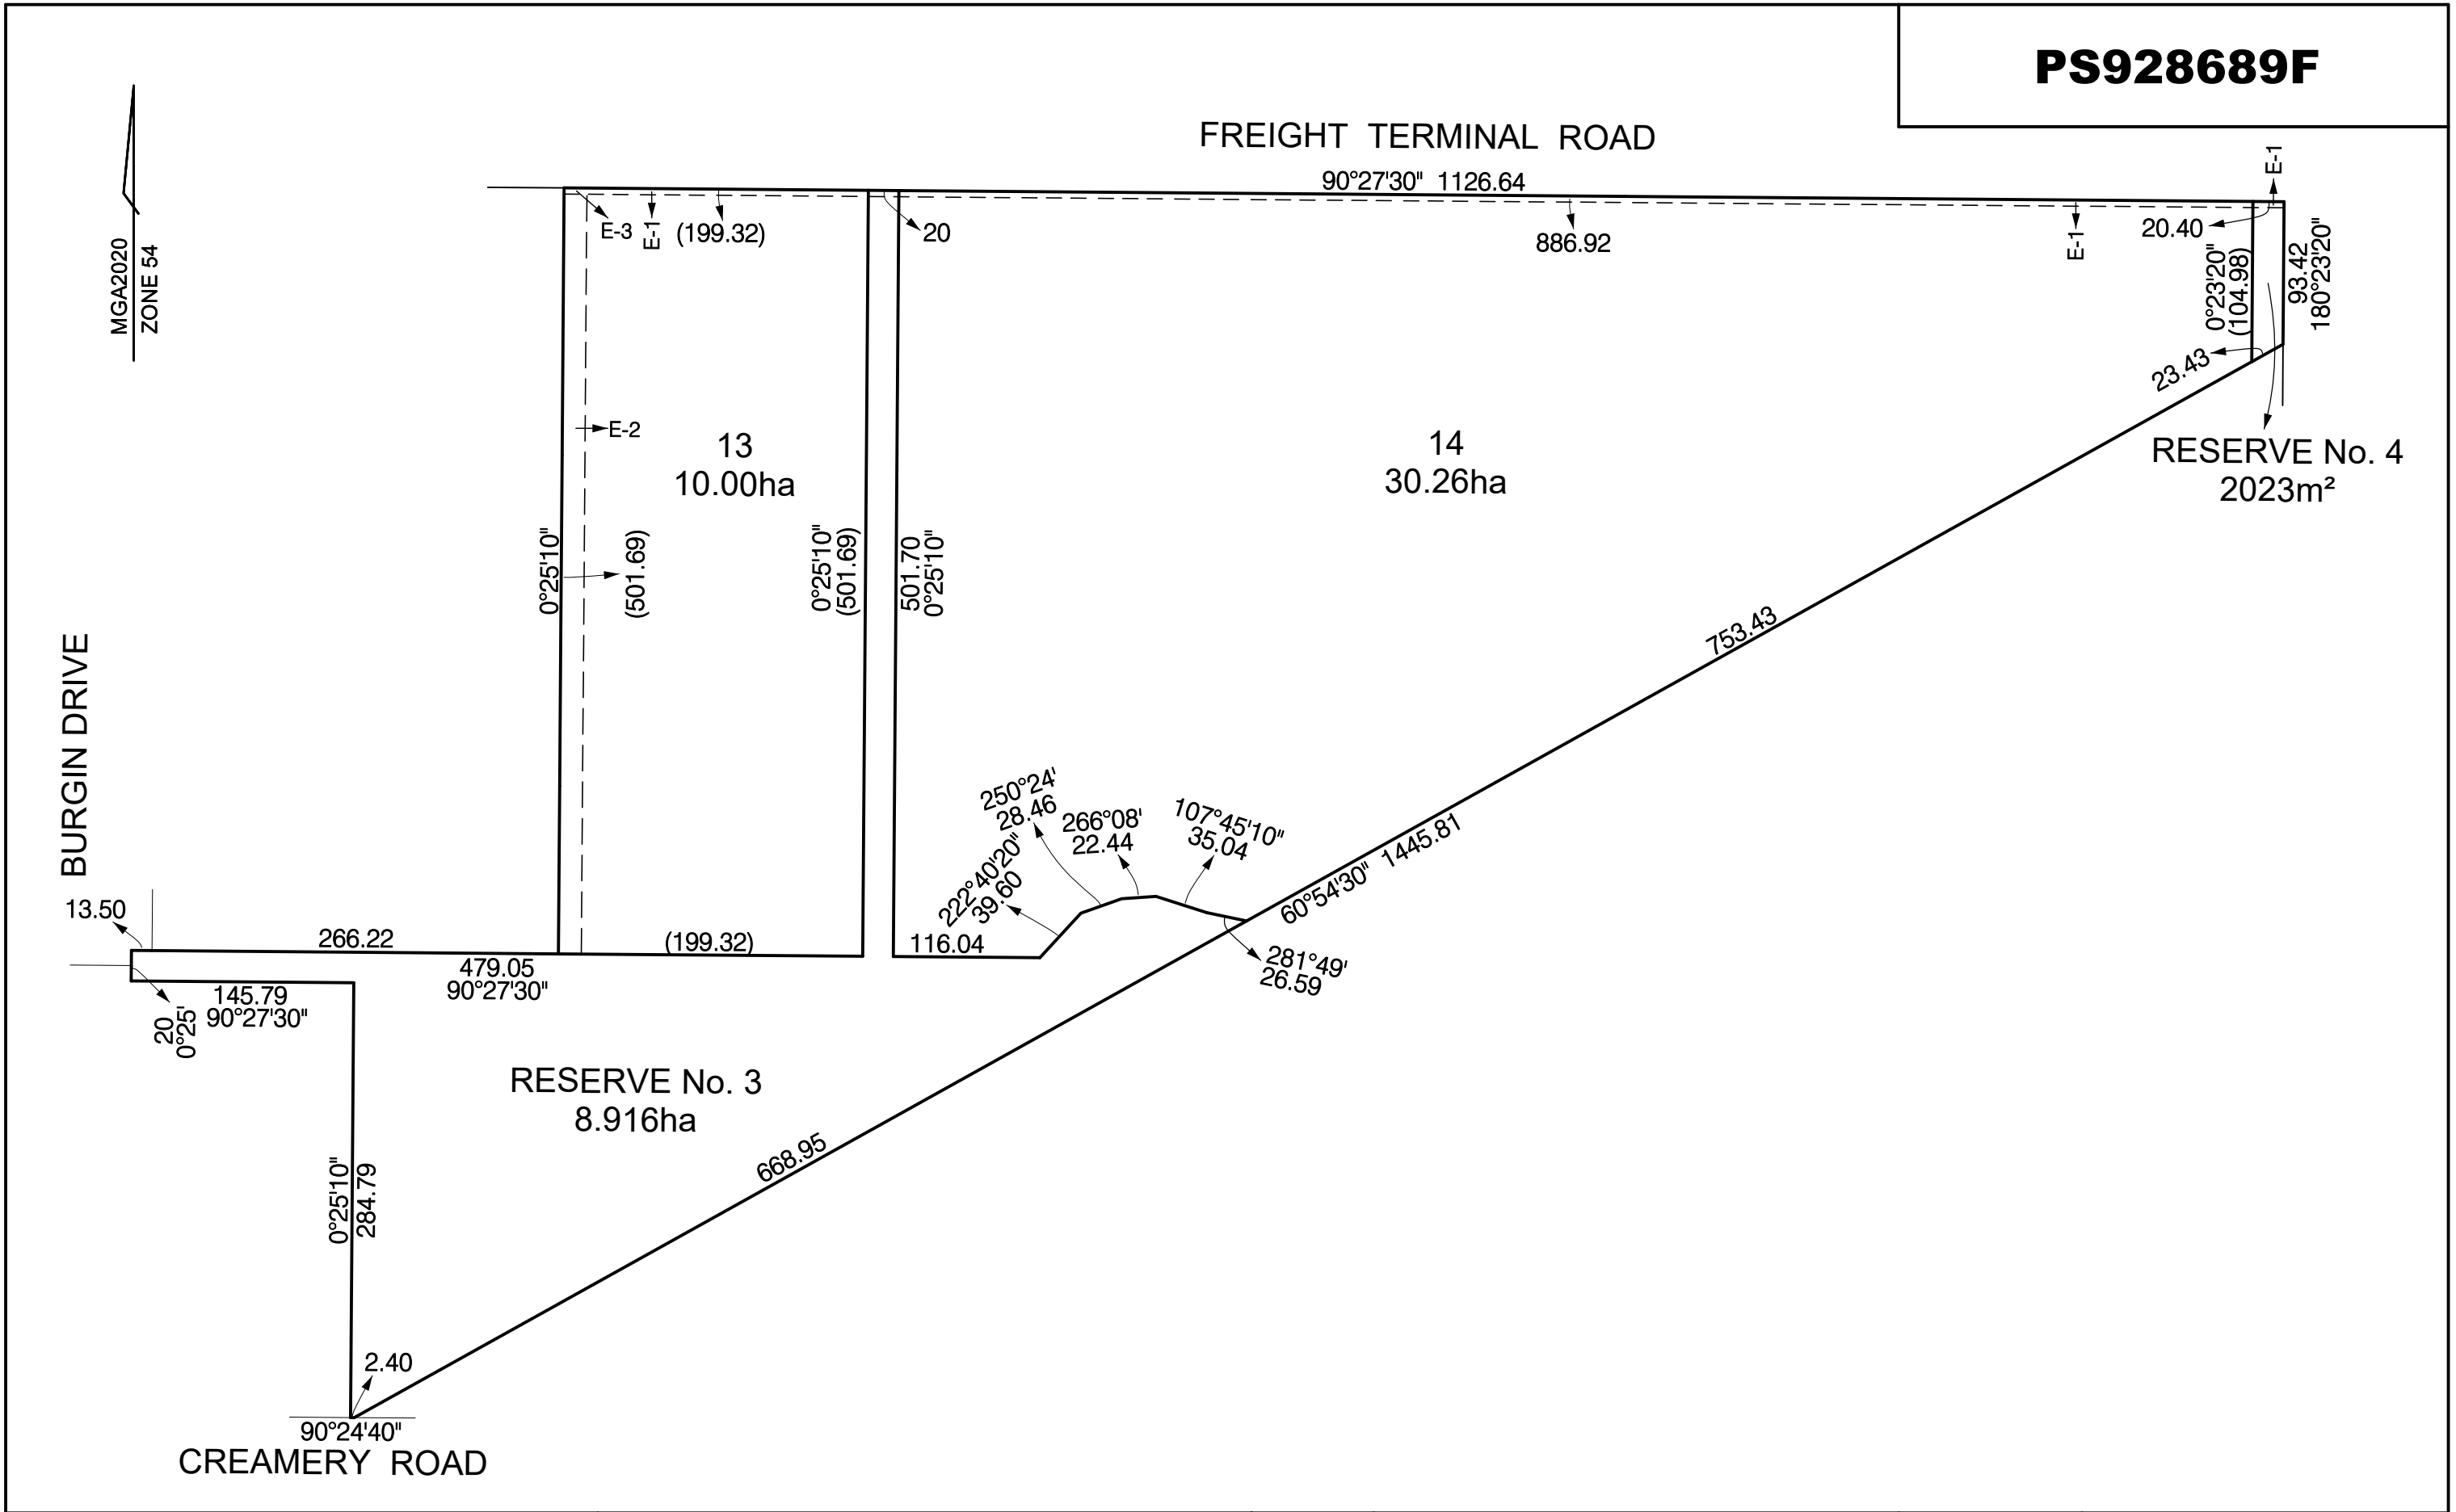 PS928689F
FREIGHT TERMINAL ROAD
90°27'30" 1126.64
MGA2020
ZONE 54
E-3
E-1
(199.32)
20
886.92
E-1
20.40
E-1
0°23'20"
(104.98)
93.42
180°23'20"
23.43
E-2
13
10.00ha
14
30.26ha
RESERVE No. 4
2023m²
0°25'10"
(501.69)
0°25'10"
(501.69)
501.70
0°25'10"
753.43
BURGIN DRIVE
250°24'
28.46
266°08'
22.44
107°45'10"
35.04
222°40'20"
39.60
60°54'30" 1445.81
13.50
266.22
(199.32)
116.04
479.05
90°27'30"
281°49'
26.59
145.79
90°27'30"
20
0°25'
RESERVE No. 3
8.916ha
668.95
0°25'10"
284.79
2.40
90°24'40"
CREAMERY ROAD